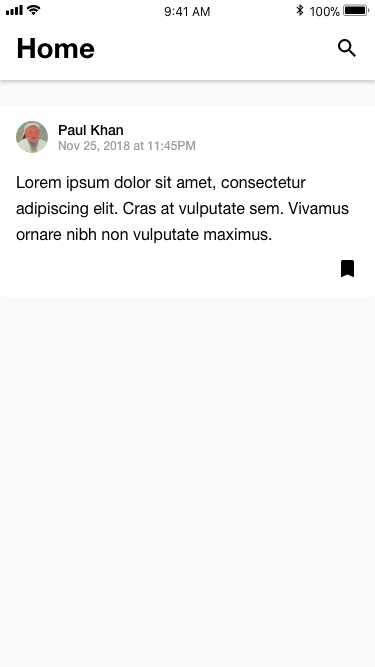 9:41 AM
100%
Home
Paul Khan
Nov 25, 2018 at 11:45PM
Lorem ipsum dolor sit amet, consectetur
adipiscing elit. Cras at vulputate sem. Vivamus
ornare nibh non vulputate maximus.